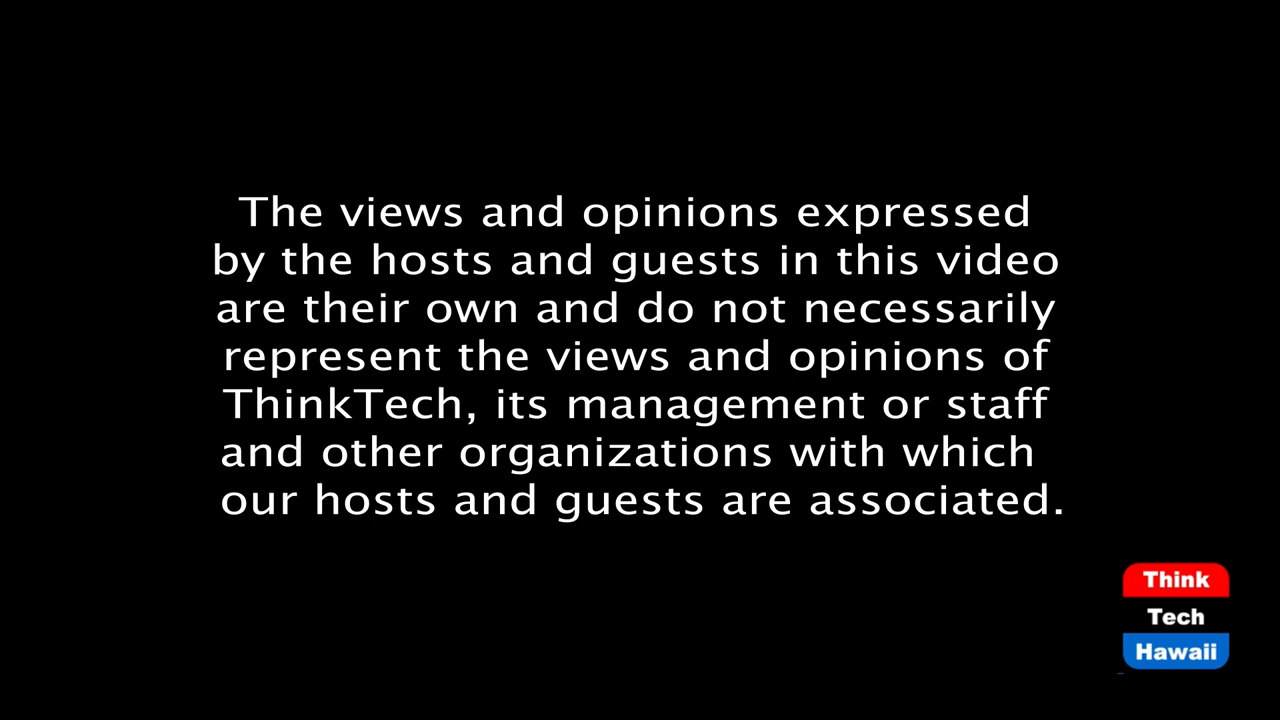 The views and opinions expressed
by the hosts and guests in this video
are their own and do not necessarily
represent the views and opinions of
ThinkTech, its management or staff
and other organizations with which
our hosts and guests are associated.
Think
Tech
Hawaii